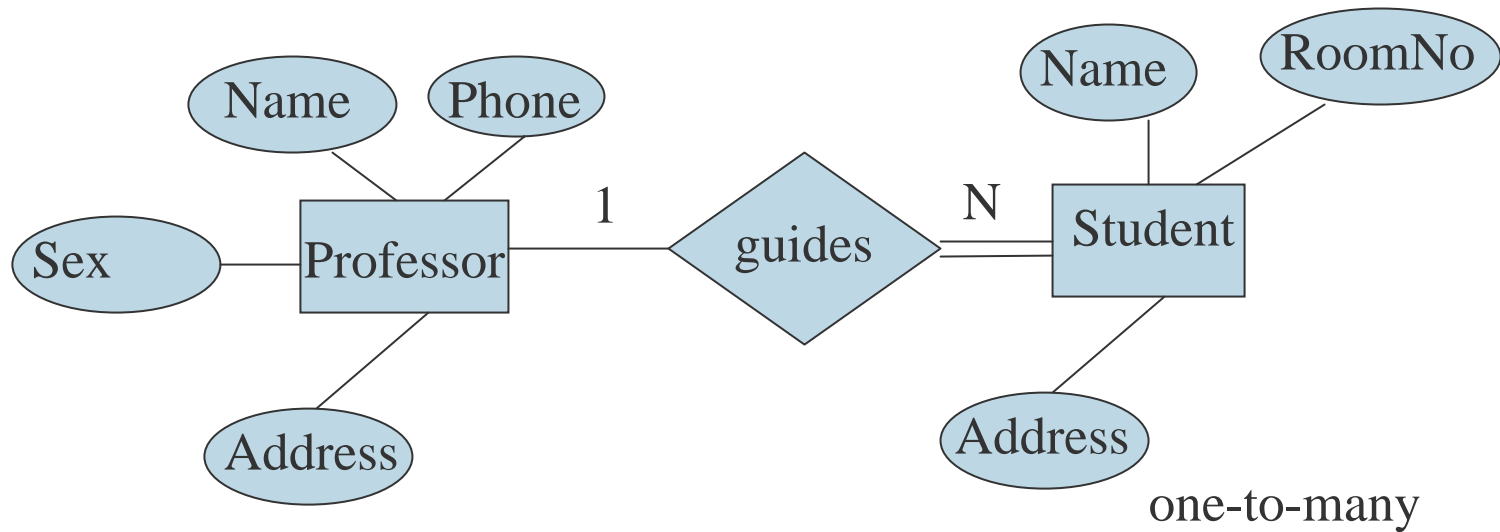 Name
Phone
Name
RoomNo
Sex
Professor
1
guides
N
Student
Address
Address
one-to-many